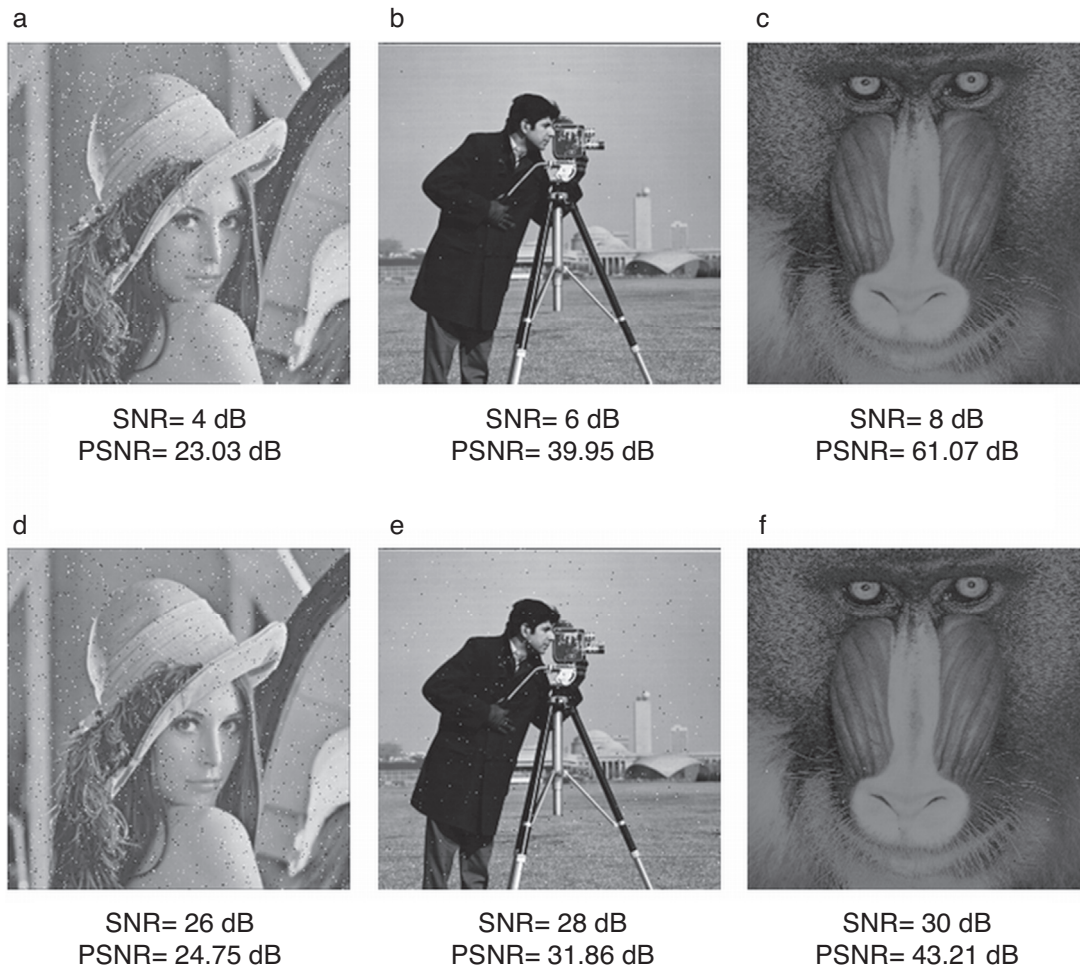 a
b
c
SNR= 4 dB
PSNR= 23.03 dB
SNR= 6 dB
PSNR= 39.95 dB
SNR= 8 dB
PSNR= 61.07 dB
d
e
f
SNR= 26 dB
PSNR= 24.75 dB
SNR= 28 dB
PSNR= 31.86 dB
SNR= 30 dB
PSNR= 43.21 dB